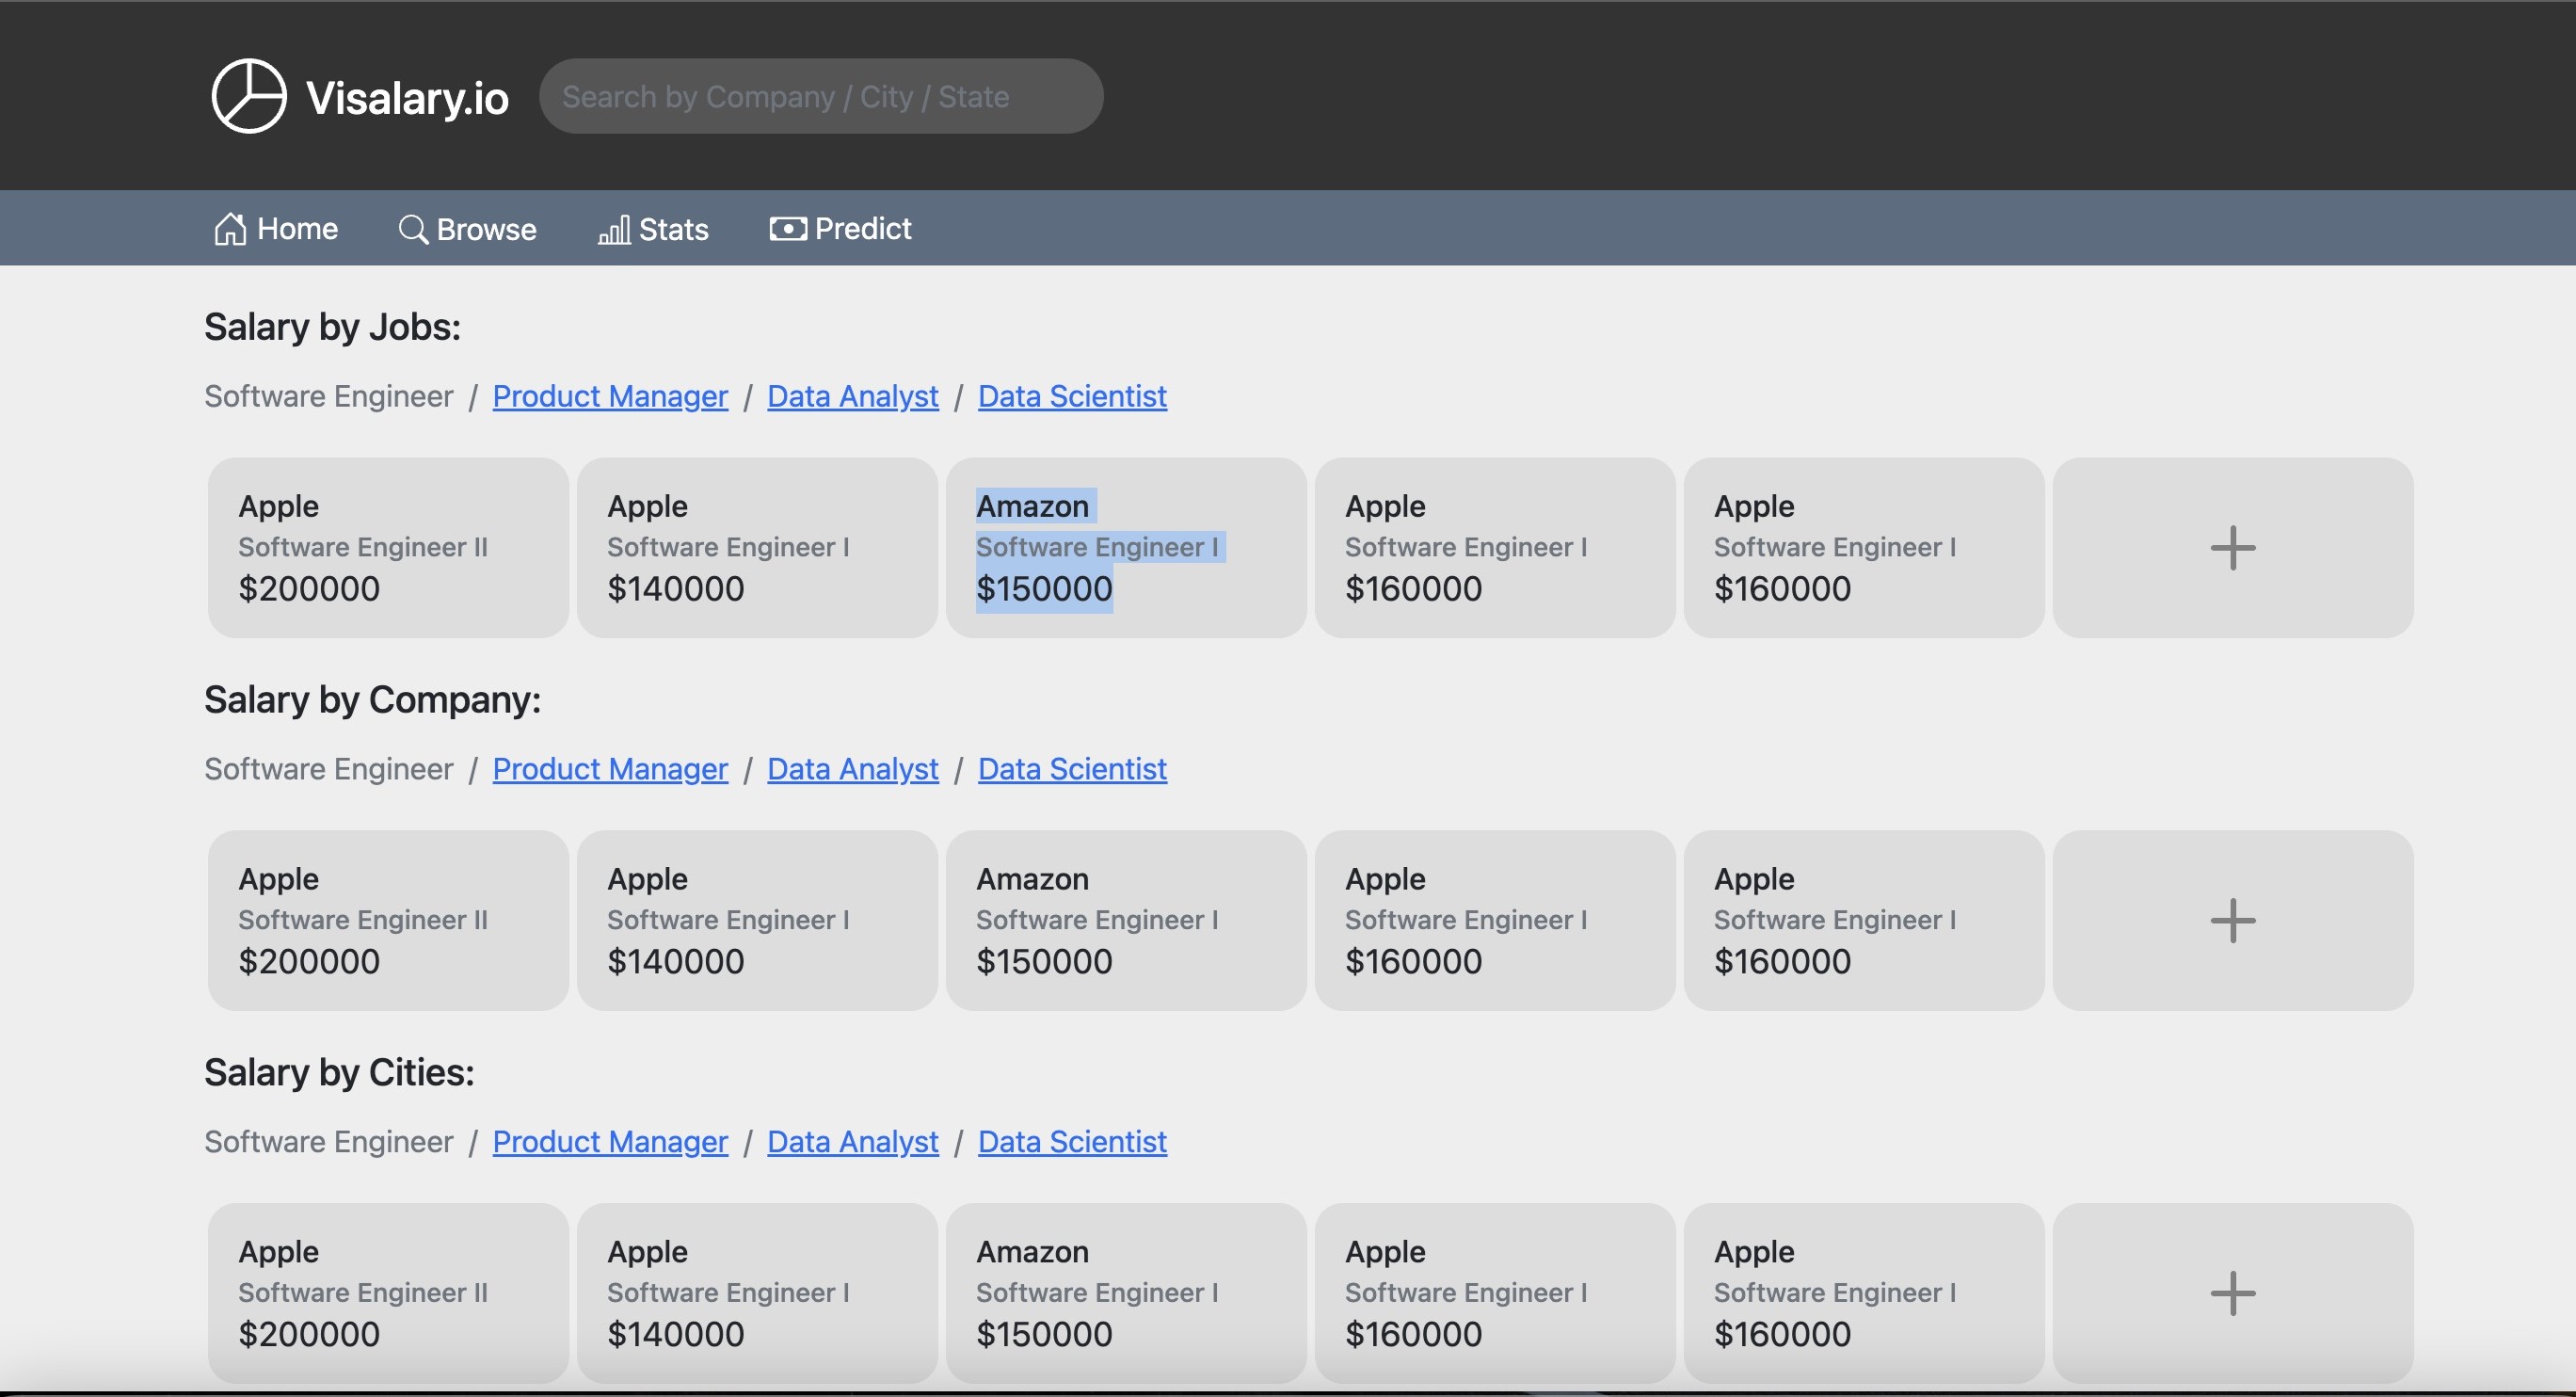 Visalary.io Search by Company / City / State
Home Browse Stats Predict
Salary by Jobs:
Software Engineer / Product Manager / Data Analyst / Data Scientist
Apple
Software Engineer II
$200000
Apple
Software Engineer I
$140000
Amazon
Software Engineer I
$150000
Apple
Software Engineer I
$160000
Apple
Software Engineer I
$160000
Salary by Company:
Software Engineer / Product Manager / Data Analyst / Data Scientist
Apple
Software Engineer II
$200000
Apple
Software Engineer I
$140000
Amazon
Software Engineer I
$150000
Apple
Software Engineer I
$160000
Apple
Software Engineer I
$160000
Salary by Cities:
Software Engineer / Product Manager / Data Analyst / Data Scientist
Apple
Software Engineer II
$200000
Apple
Software Engineer I
$140000
Amazon
Software Engineer I
$150000
Apple
Software Engineer I
$160000
Apple
Software Engineer I
$160000